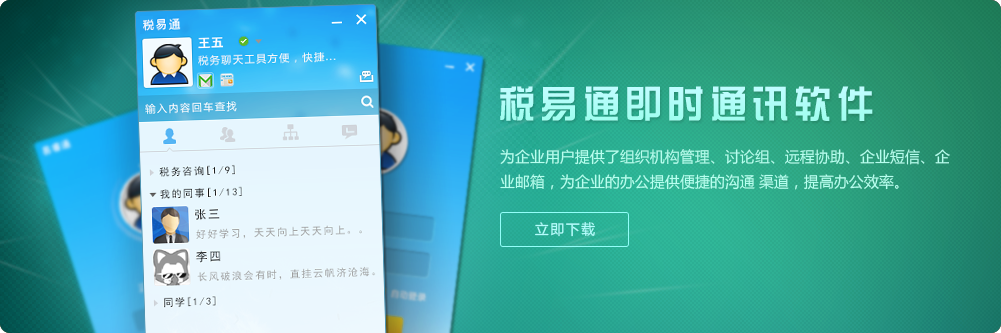 税易通
王五
税务聊天工具方便，快捷...
输入内容回车查找
税务咨询[1/9]
我的同事[1/13]
张三
好好学习，天天向上天天向上。。
李四
长风破浪会有时，直挂云帆济沧海。
同学[1/3]
税易通即时通讯软件
为企业用户提供了组织机构管理、讨论组、远程协助、企业短信、企
业邮箱，为企业的办公提供便捷的沟通 渠道，提高办公效率。
立即下载
自动登录